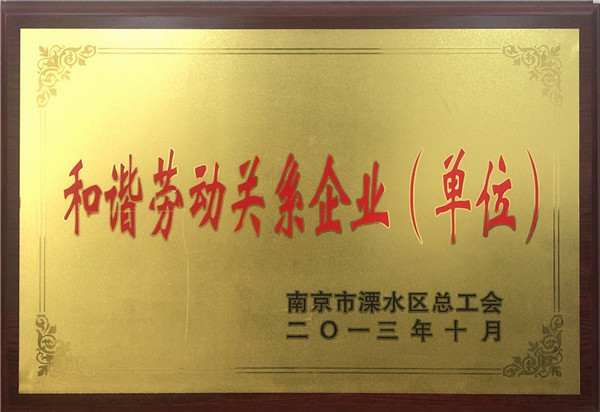 和谐劳动关系企业（单位）
南京市溧水区总工会
二〇一三年十月